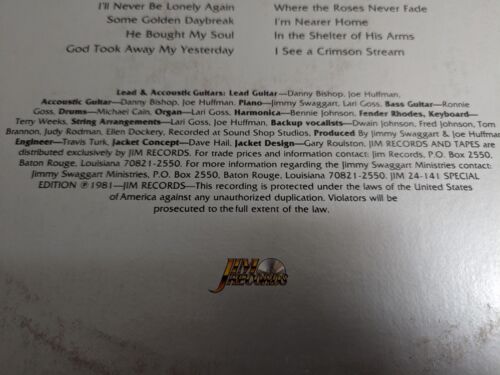 I'll Never Be Lonely Again
Some Golden Daybreak
He Bought My Soul
God Took Away My Yesterday
Where the Roses Never Fade
I'm Nearer Home
In the Shelter of His Arms
I See a Crimson Stream
Lead & Accoustic Guitars: Lead Guitar—Danny Bishop, Joe Huffman.
Accoustic Guitar—Danny Bishop, Joe Huffman. Piano—Jimmy Swaggart, Lari Goss. Bass Guitar—Ronnie
Goss, Drums—Michael Cain, Organ—Lari Goss. Harmonica—Bennie Johnson. Fender Rhodes, Keyboard—
Terry Weeks, String Arrangements—Lari Goss, Joe Huffman. Backup vocalists—Dwain Johnson, Fred Johnson, Tom
Brannon, Judy Rodman, Ellen Dockery, Recorded at Sound Shop Studios. Produced By Jimmy Swaggart & Joe Huffman
Engineer—Travis Turk, Jacket Concept—Dave Hail, Jacket Design—Gary Roulston. JIM RECORDS AND TAPES are
distributed exclusively by JIM RECORDS. For trade prices and information contact: Jim Records, P.O. Box 2550,
Baton Rouge, Louisiana 70821-2550. For more information regarding the Jimmy Swaggart Ministries contact:
Jimmy Swaggart Ministries, P.O. Box 2550, Baton Rouge, Louisiana 70821-2550. JIM 24-141 SPECIAL
EDITION ℗ 1981—JIM RECORDS—This recording is protected under the laws of the United States
of America against any unauthorized duplication. Violators will be
prosecuted to the full extent of the law.
JIM
RECORDS